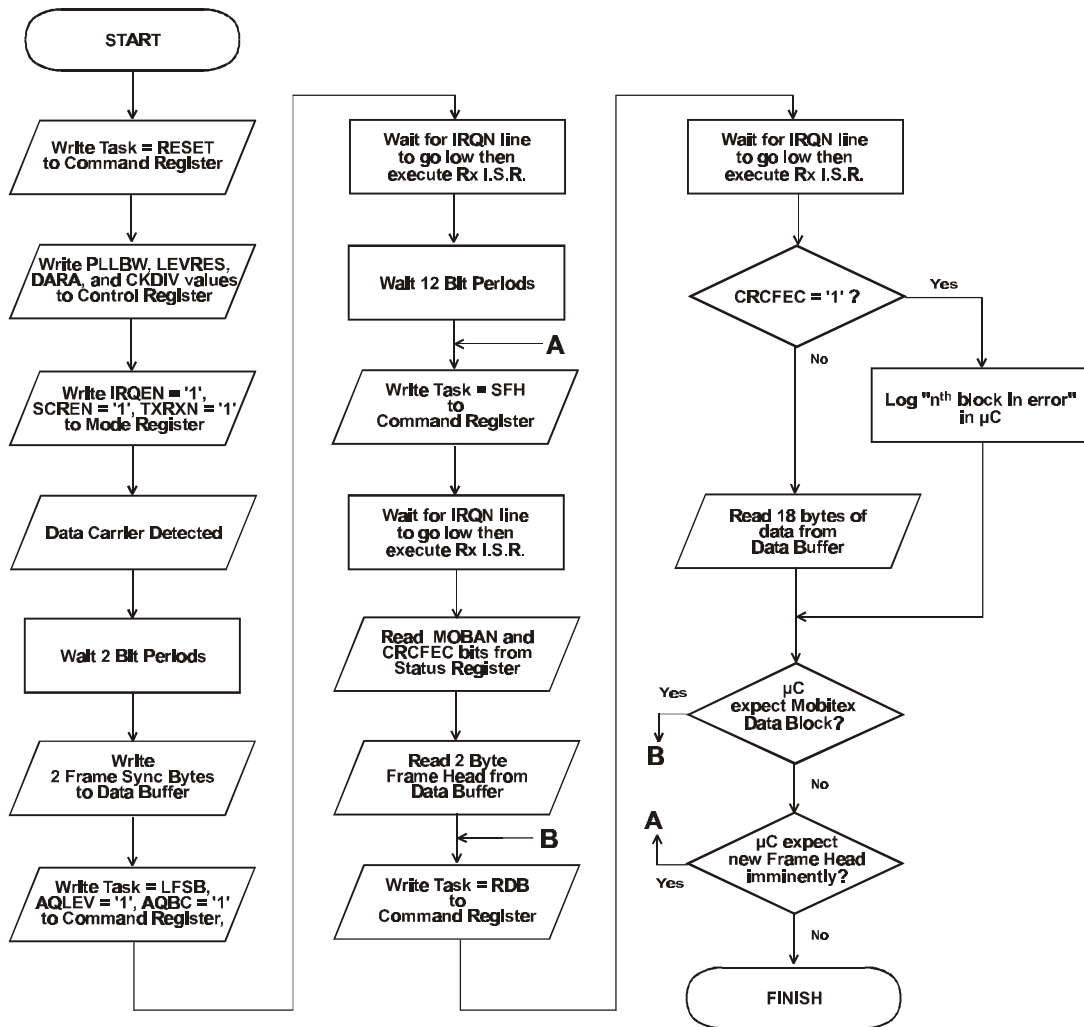 START
Write Task = RESET
to Command Register
Write PLLBW, LEVRES,
DARA, and CKDIV values
to Control Register
Write IRQEN = '1',
SCREN = '1', TXRXN = '1'
to Mode Register
Data Carrier Detected
Wait 2 Bit Periods
Write
2 Frame Sync Bytes
to Data Buffer
Write Task = LFSB,
AQLEV = '1', AQBC = '1'
to Command Register,
Wait for IRQN line
to go low then
execute Rx I.S.R.
Wait 12 Bit Periods
A
Write Task = SFH
to
Command Register
Wait for IRQN line
to go low then
execute Rx I.S.R.
Read MOBAN and
CRCFEC bits from
Status Register
Read 2 Byte
Frame Head from
Data Buffer
B
Write Task = RDB
to
Command Register
Wait for IRQN line
to go low then
execute Rx I.S.R.
CRCFEC = '1' ?
Yes
No
Log "nth block in error"
in µC
Read 18 bytes of
data from
Data Buffer
µC
expect Mobitex
Data Block?
Yes
B
No
A
µC expect
new Frame Head
imminently?
Yes
No
FINISH